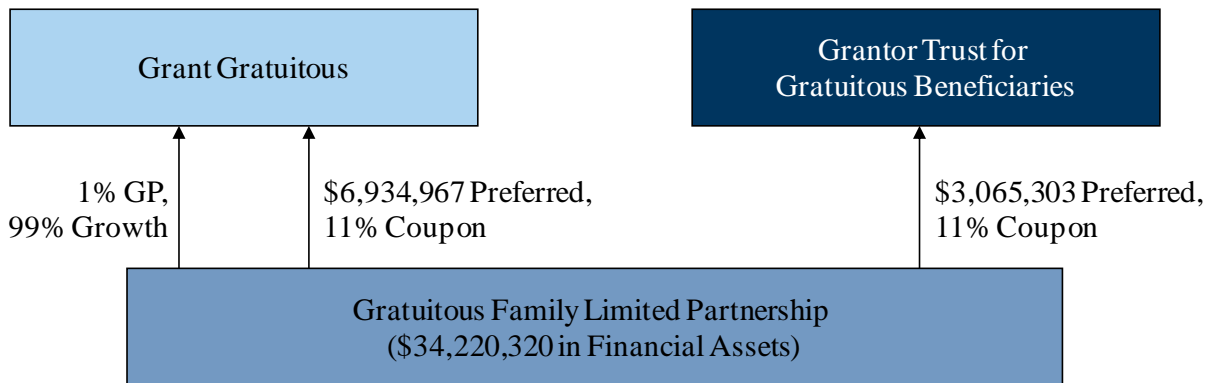 Grant Gratuitous
Grantor Trust for
Gratuitous Beneficiaries
1% GP,
99% Growth
$6,934,967 Preferred,
11% Coupon
$3,065,303 Preferred,
11% Coupon
Gratuitous Family Limited Partnership
($34,220,320 in Financial Assets)